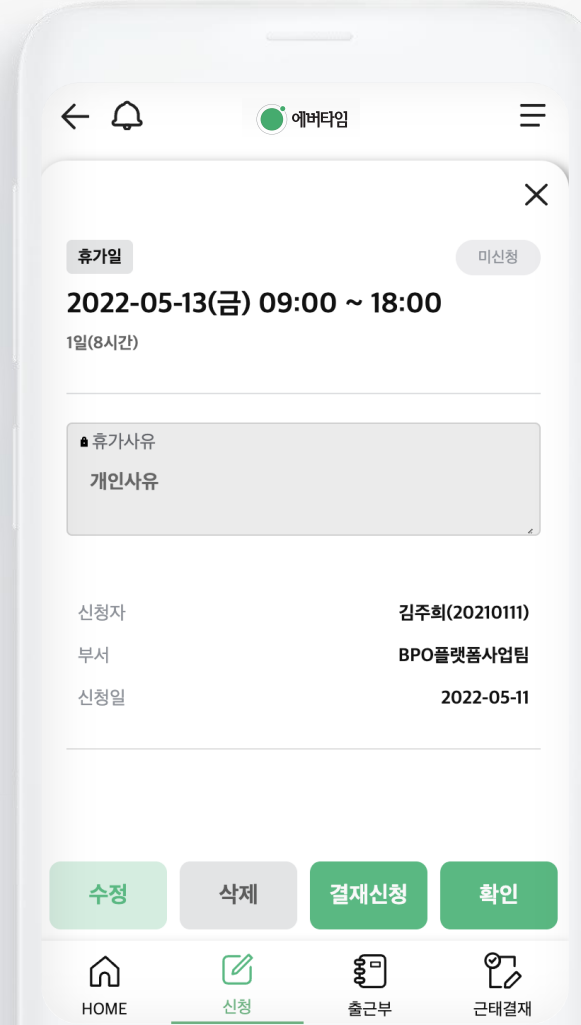 에버타임
휴가일
미신청
2022-05-13(금) 09:00 ~ 18:00
1일(8시간)
휴가사유
개인사유
신청자 김주희(20210111)
부서 BPO플랫폼사업팀
신청일 2022-05-11
수정 삭제 결재신청 확인
HOME 신청 출근부 근태결재